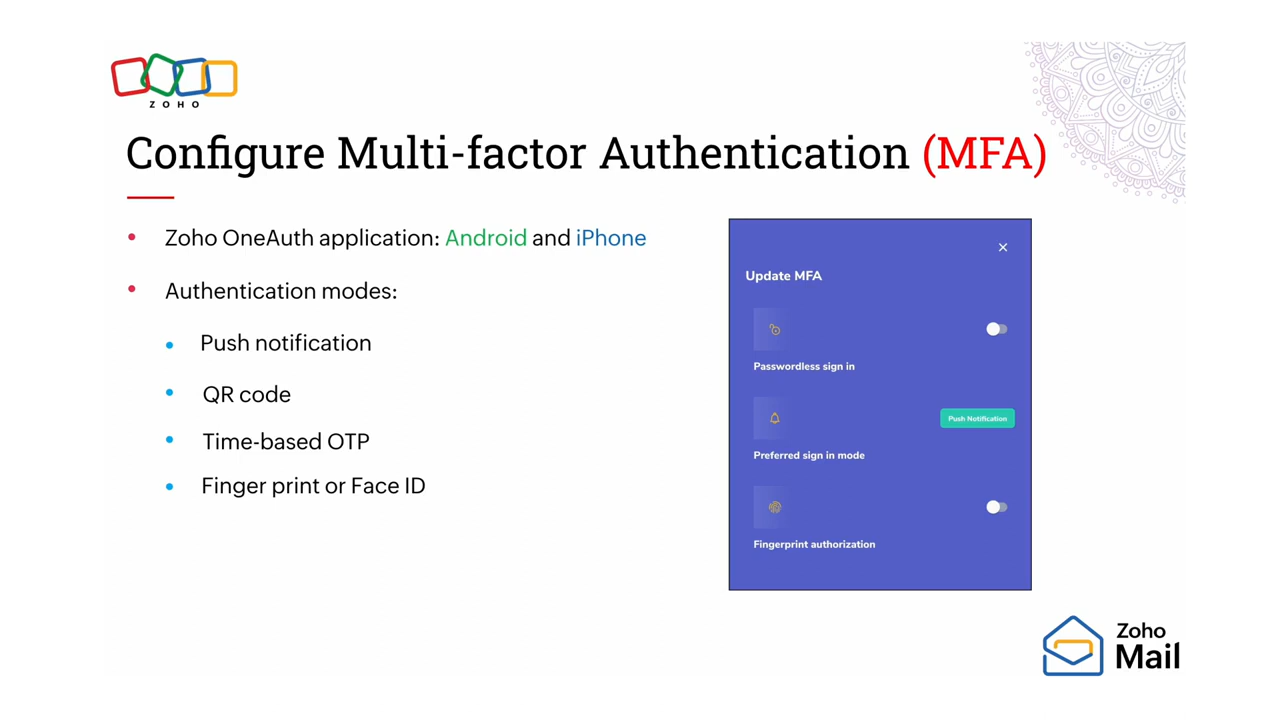 ZOHO
Configure Multi-factor Authentication (MFA)
Zoho OneAuth application: Android and iPhone
Authentication modes:
Push notification
QR code
Time-based OTP
Finger print or Face ID
Update MFA
Passwordless sign in
Push Notification
Preferred sign in mode
Fingerprint authorization
Zoho
Mail